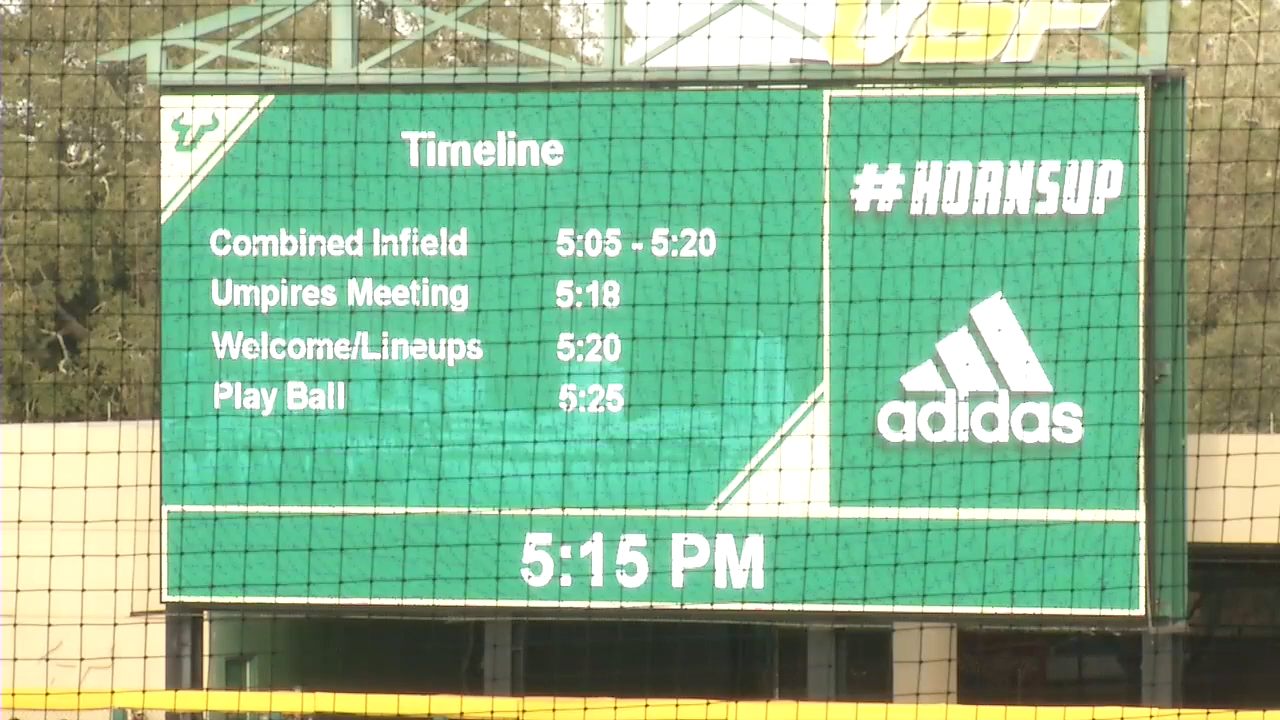 USF
Timeline
#HORNSUP
Combined Infield 5:05 - 5:20
Umpires Meeting 5:18
Welcome/Lineups 5:20
Play Ball 5:25
adidas
5:15 PM